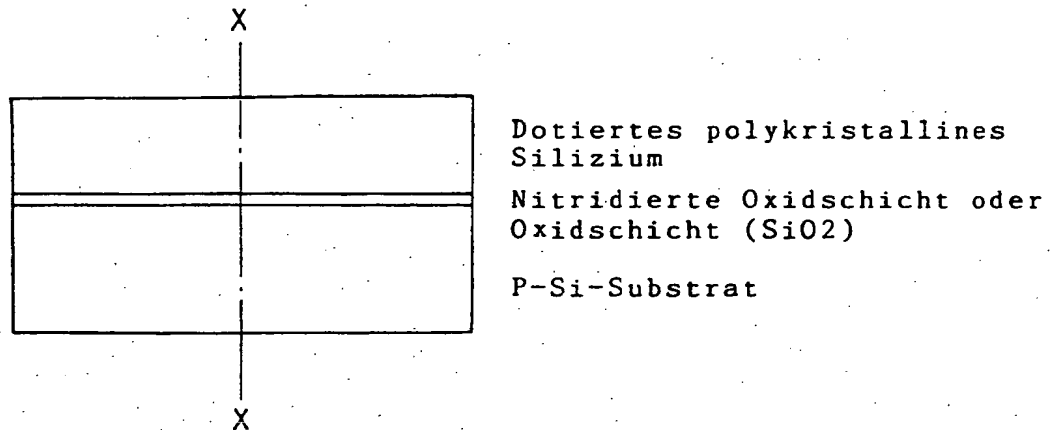 X
Dotiertes polykristallines
Silizium
Nitridierte Oxidschicht oder
Oxidschicht (SiO2)
P-Si-Substrat
X